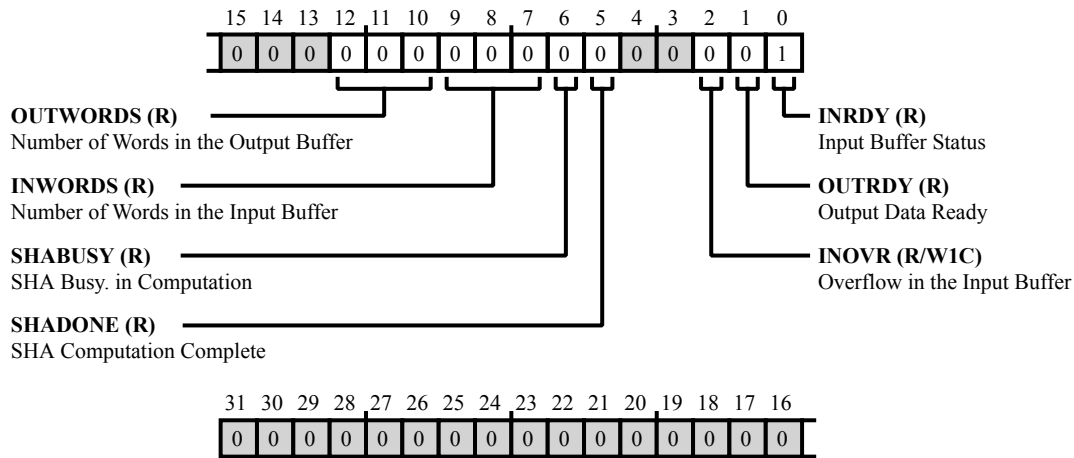 15 14 13 12 11 10 9 8 7 6 5 4 3 2 1 0
0 0 0 0 0 0 0 0 0 0 0 0 0 0 0 1
OUTWORDS (R)
Number of Words in the Output Buffer
INWORDS (R)
Number of Words in the Input Buffer
SHABUSY (R)
SHA Busy. in Computation
SHADONE (R)
SHA Computation Complete
INRDY (R)
Input Buffer Status
OUTRDY (R)
Output Data Ready
INOVR (R/W1C)
Overflow in the Input Buffer
31 30 29 28 27 26 25 24 23 22 21 20 19 18 17 16
0 0 0 0 0 0 0 0 0 0 0 0 0 0 0 0